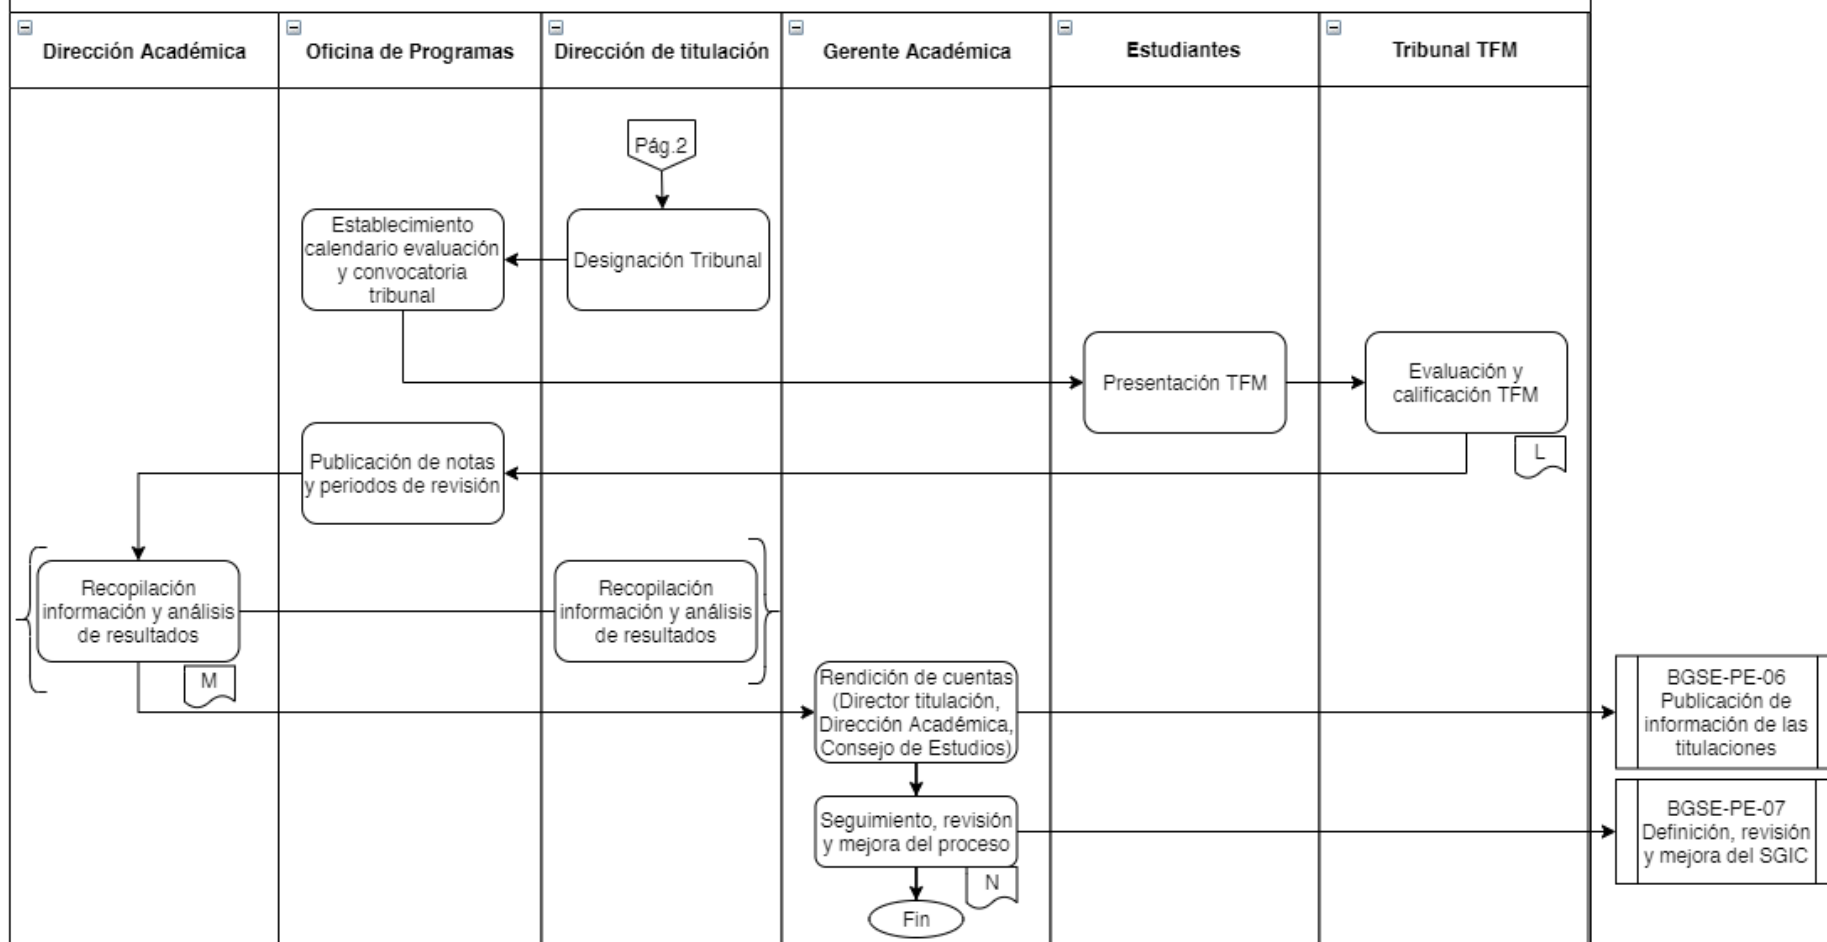 Dirección Académica
Oficina de Programas
Dirección de titulación
Gerente Académica
Estudiantes
Tribunal TFM
Pág.2
Establecimiento
calendario evaluación
y convocatoria
tribunal
Designación Tribunal
Presentación TFM
Evaluación y
calificación TFM
L
Publicación de notas
y periodos de revisión
Recopilación
información y análisis
de resultados
M
Recopilación
información y análisis
de resultados
Rendición de cuentas
(Director titulación,
Dirección Académica,
Consejo de Estudios)
BGSE-PE-06
Publicación de
información de las
titulaciones
Seguimiento, revisión
y mejora del proceso
N
BGSE-PE-07
Definición, revisión
y mejora del SGIC
Fin